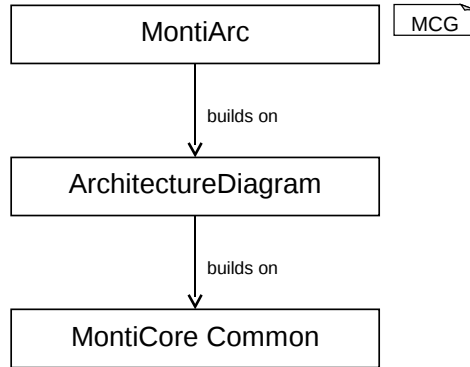 MontiArc
MCG
builds on
ArchitectureDiagram
builds on
MontiCore Common